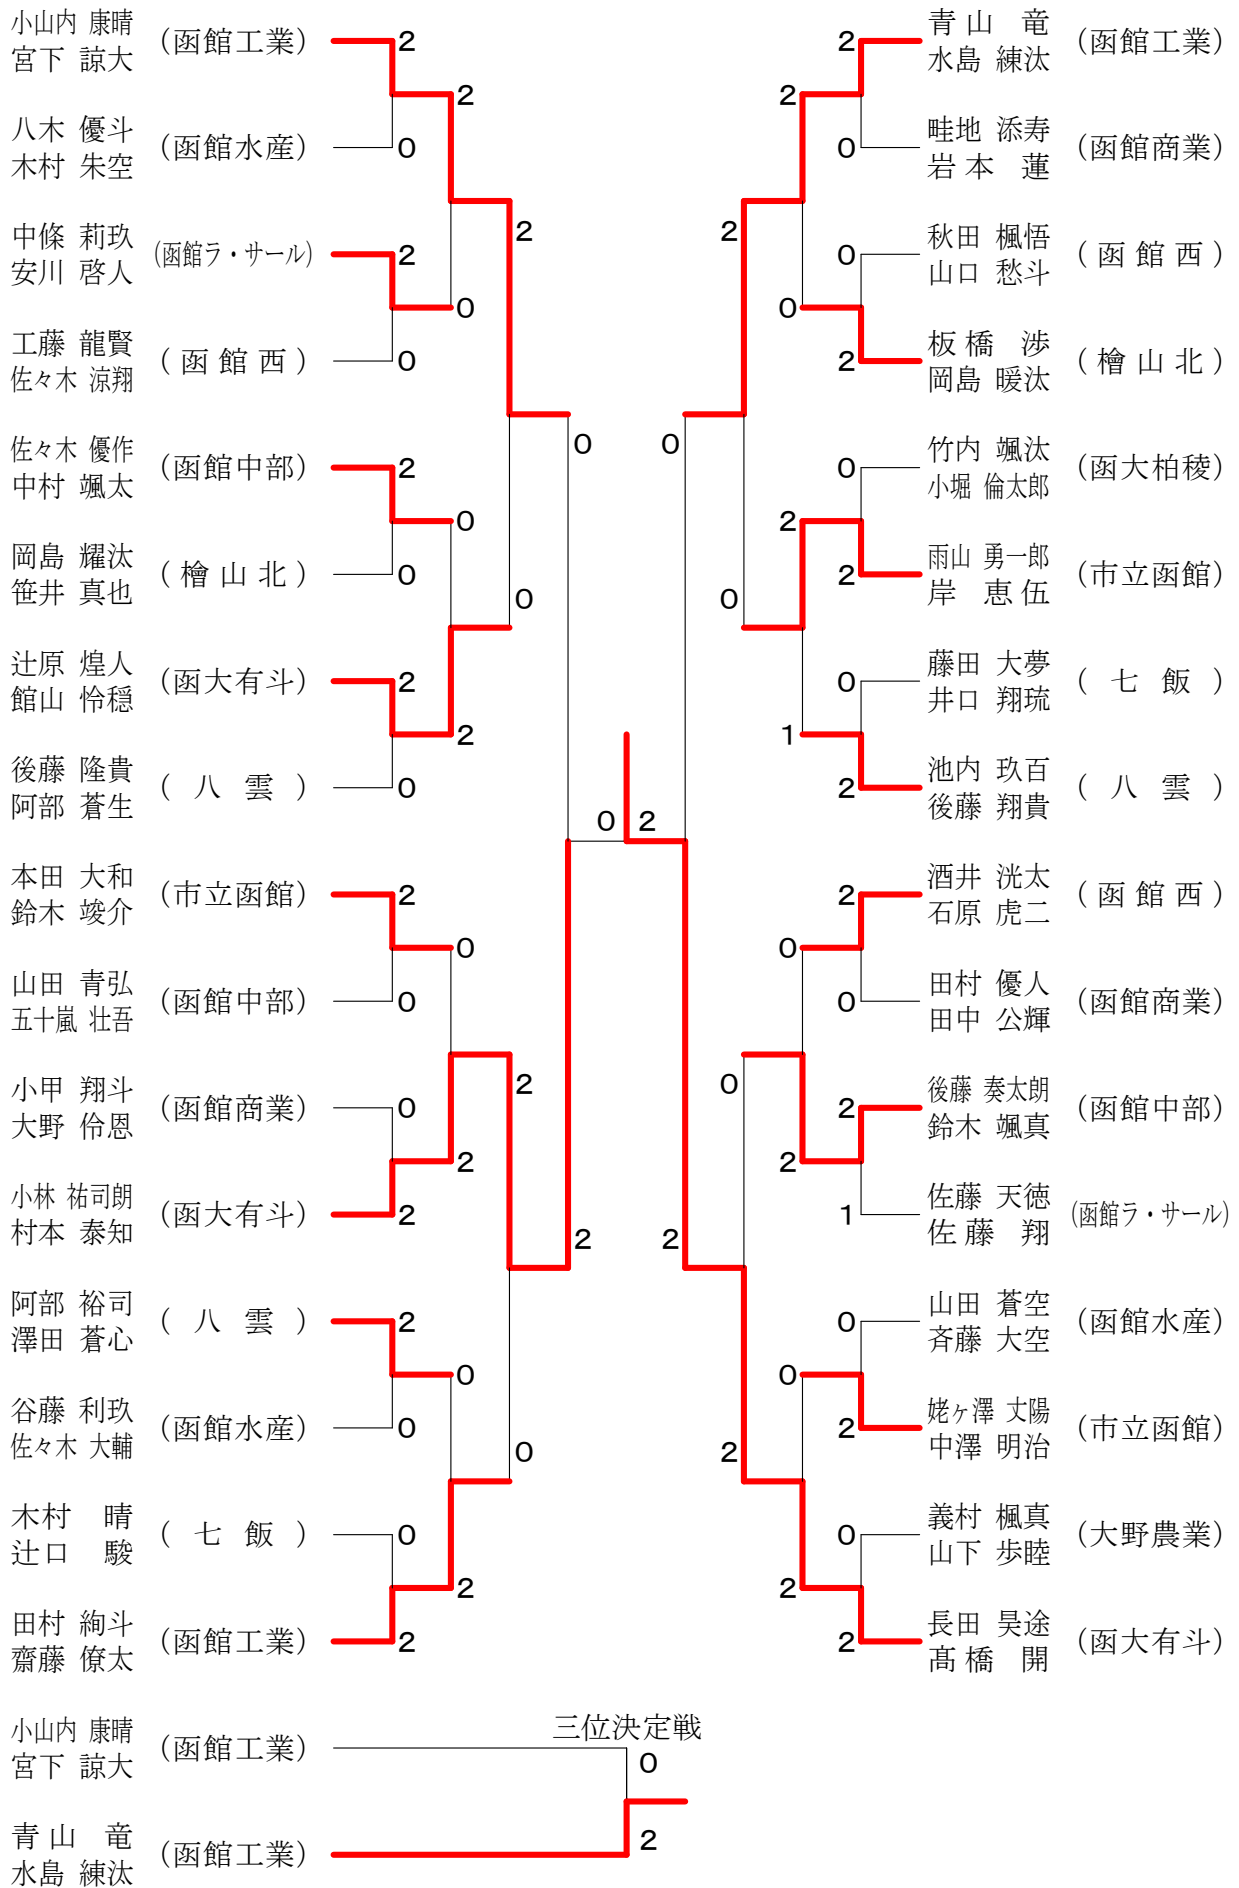 小山内 康晴
宮下 諒大
(函館工業)
2
八木 優斗
木村 朱空
(函館水産)
0
2
中條 莉玖
安川 啓人
(函館ラ・サール)
2
工藤 龍賢
佐々木 涼翔
(函館西)
0
0
2
佐々木 優作
中村 颯太
(函館中部)
2
岡島 耀汰
笹井 真也
(檜山北)
0
0
辻原 煌人
館山 怜穏
(函大有斗)
2
後藤 隆貴
阿部 蒼生
(八雲)
0
2
0
0
本田 大和
鈴木 竣介
(市立函館)
2
山田 青弘
五十嵐 壮吾
(函館中部)
0
0
小甲 翔斗
大野 伶恩
(函館商業)
0
小林 祐司朗
村本 泰知
(函大有斗)
2
2
2
阿部 裕司
澤田 蒼心
(八雲)
2
谷藤 利玖
佐々木 大輔
(函館水産)
0
0
木村 晴
辻口 駿
(七飯)
0
田村 絢斗
齋藤 僚太
(函館工業)
2
2
0
2
0
2
青山 竜
水島 練汰
(函館工業)
2
畦地 添寿
岩本 蓮
(函館商業)
0
2
秋田 楓悟
山口 愁斗
(函館西)
0
板橋 渉
岡島 暖汰
(檜山北)
2
0
2
竹内 颯汰
小堀 倫太郎
(函大柏稜)
0
雨山 勇一郎
岸 恵伍
(市立函館)
2
2
藤田 大夢
井口 翔琉
(七飯)
0
池内 玖百
後藤 翔貴
(八雲)
2
1
0
0
酒井 洸太
石原 虎二
(函館西)
2
田村 優人
田中 公輝
(函館商業)
0
0
後藤 奏太朗
鈴木 颯真
(函館中部)
2
佐藤 天徳
佐藤 翔
(函館ラ・サール)
1
2
0
山田 蒼空
斉藤 大空
(函館水産)
0
姥ヶ澤 丈陽
中澤 明治
(市立函館)
2
0
義村 楓真
山下 歩睦
(大野農業)
0
長田 昊途
髙橋 開
(函大有斗)
2
2
2
2
三位決定戦
小山内 康晴
宮下 諒大
(函館工業)
0
青山 竜
水島 練汰
(函館工業)
2